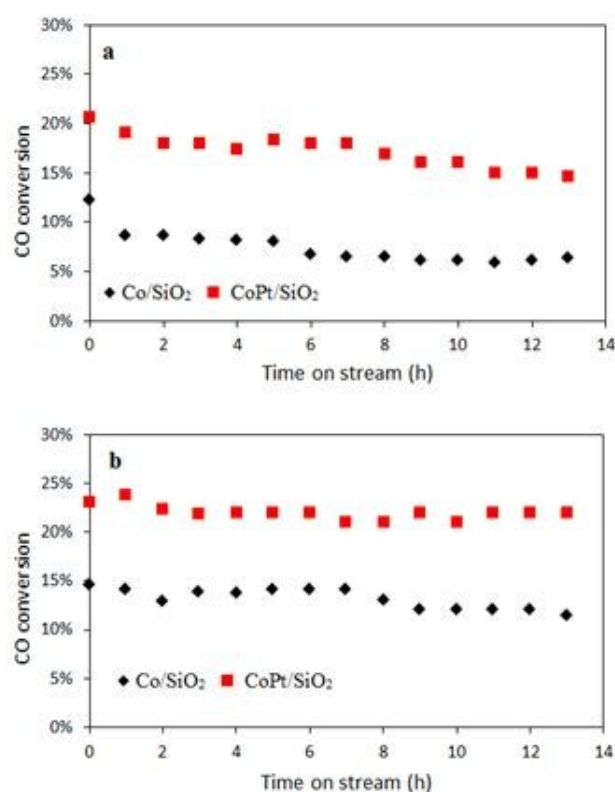 30%
a
25%
20%
15%
10%
5%
0%
CO conversion
Co/SiO₂ CoPt/SiO₂
0 2 4 6 8 10 12 14
Time on stream (h)
30%
b
25%
20%
15%
10%
5%
0%
CO conversion
Co/SiO₂ CoPt/SiO₂
0 2 4 6 8 10 12 14
Time on stream (h)